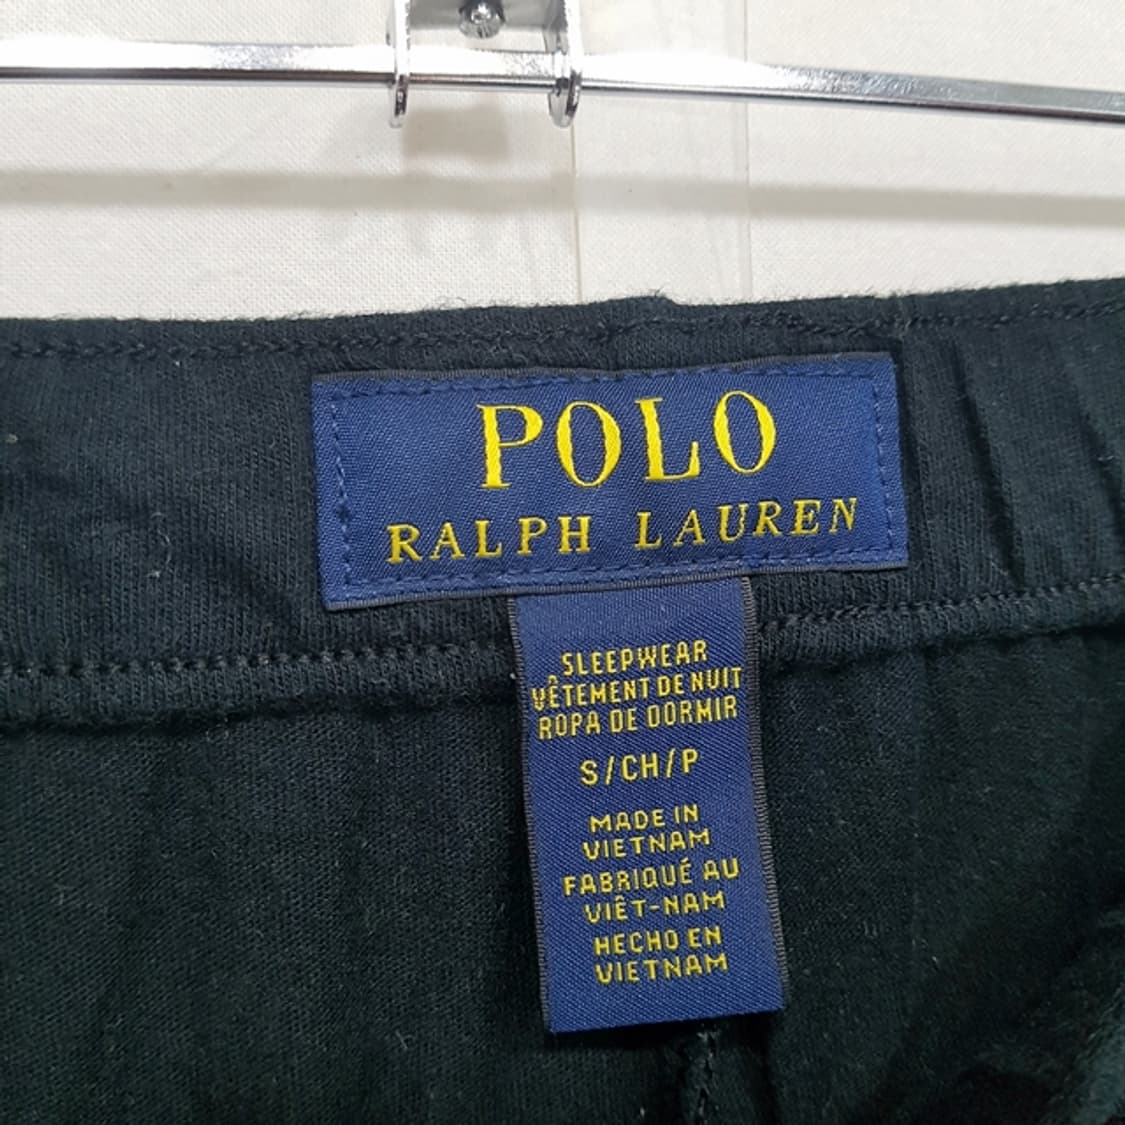 POLO
RALPH LAUREN
SLEEPWEAR
VÊTEMENT DE NUIT
ROPA DE DORMIR
S/CH/P
MADE IN
VIETNAM
FABRIQUÉ AU
VIÊT-NAM
HECHO EN
VIETNAM